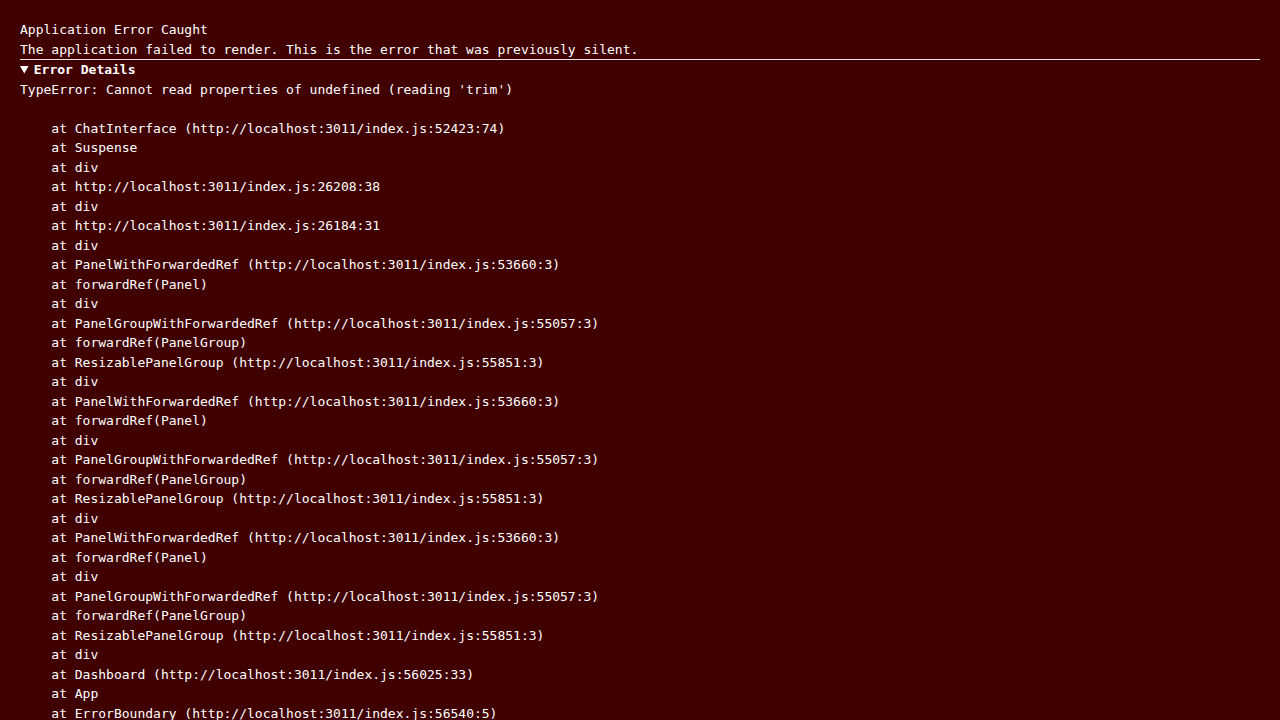 Application Error Caught
The application failed to render. This is the error that was previously silent.
▼ Error Details
TypeError: Cannot read properties of undefined (reading 'trim')
at ChatInterface (http://localhost:3011/index.js:52423:74)
at Suspense
at div
at http://localhost:3011/index.js:26208:38
at div
at http://localhost:3011/index.js:26184:31
at div
at PanelWithForwardedRef (http://localhost:3011/index.js:53660:3)
at forwardRef(Panel)
at div
at PanelGroupWithForwardedRef (http://localhost:3011/index.js:55057:3)
at forwardRef(PanelGroup)
at ResizablePanelGroup (http://localhost:3011/index.js:55851:3)
at div
at PanelWithForwardedRef (http://localhost:3011/index.js:53660:3)
at forwardRef(Panel)
at div
at PanelGroupWithForwardedRef (http://localhost:3011/index.js:55057:3)
at forwardRef(PanelGroup)
at ResizablePanelGroup (http://localhost:3011/index.js:55851:3)
at div
at PanelWithForwardedRef (http://localhost:3011/index.js:53660:3)
at forwardRef(Panel)
at div
at PanelGroupWithForwardedRef (http://localhost:3011/index.js:55057:3)
at forwardRef(PanelGroup)
at ResizablePanelGroup (http://localhost:3011/index.js:55851:3)
at div
at Dashboard (http://localhost:3011/index.js:56025:33)
at App
at ErrorBoundary (http://localhost:3011/index.js:56540:5)